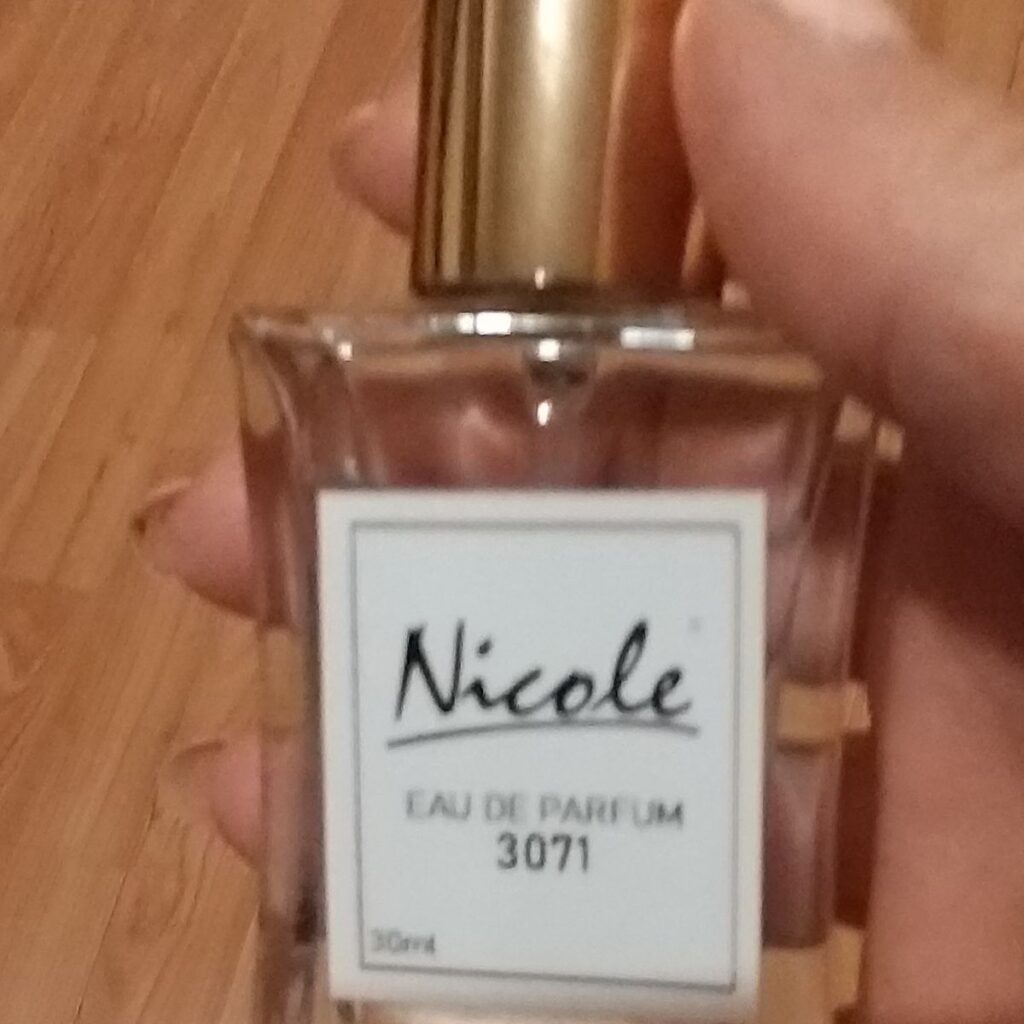 Nicole
EAU DE PARFUM
3071
30ml